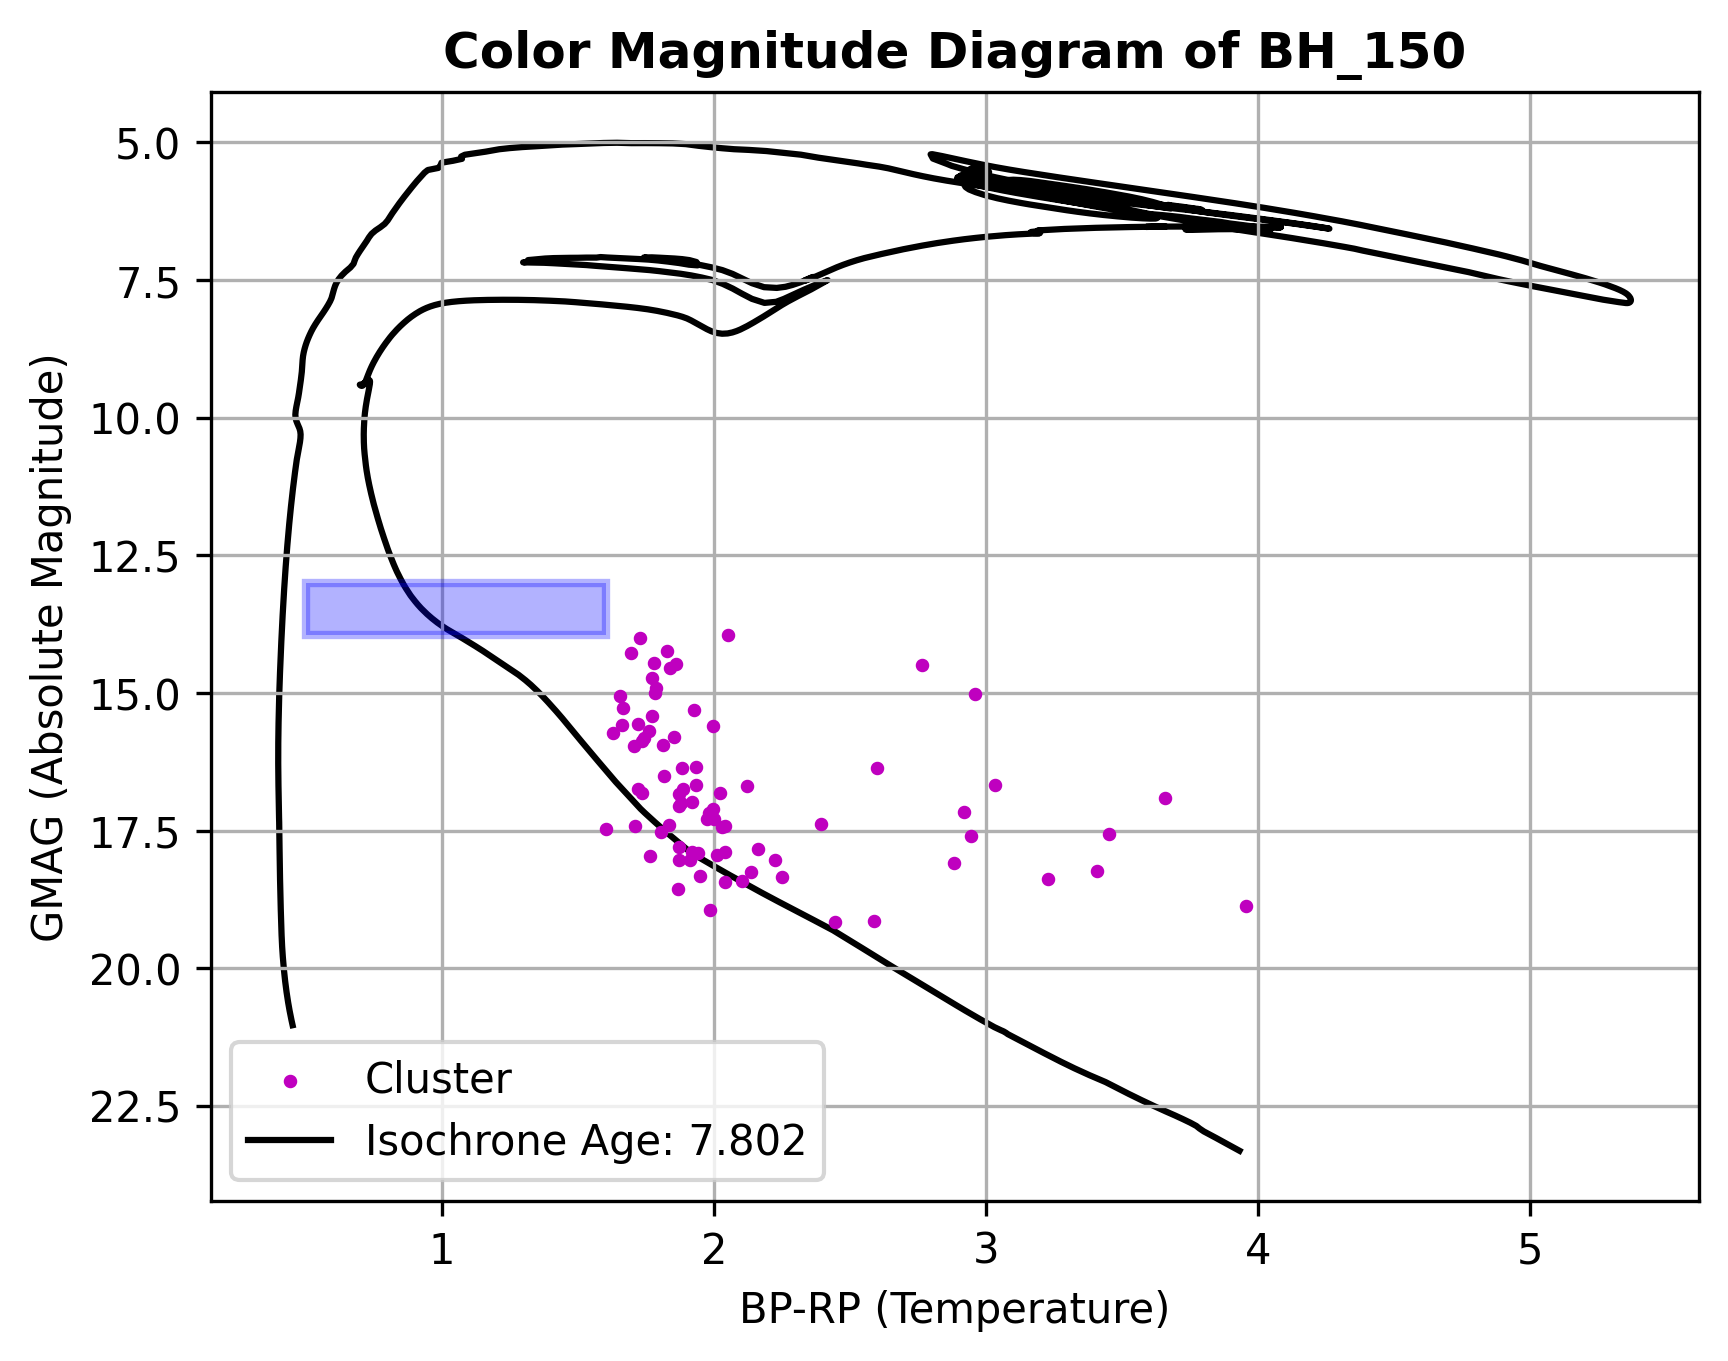 Color Magnitude Diagram of BH_150
GMAG (Absolute Magnitude)
5.0
7.5
10.0
12.5
15.0
17.5
20.0
22.5
Cluster
Isochrone Age: 7.802
1 2 3 4 5
BP-RP (Temperature)